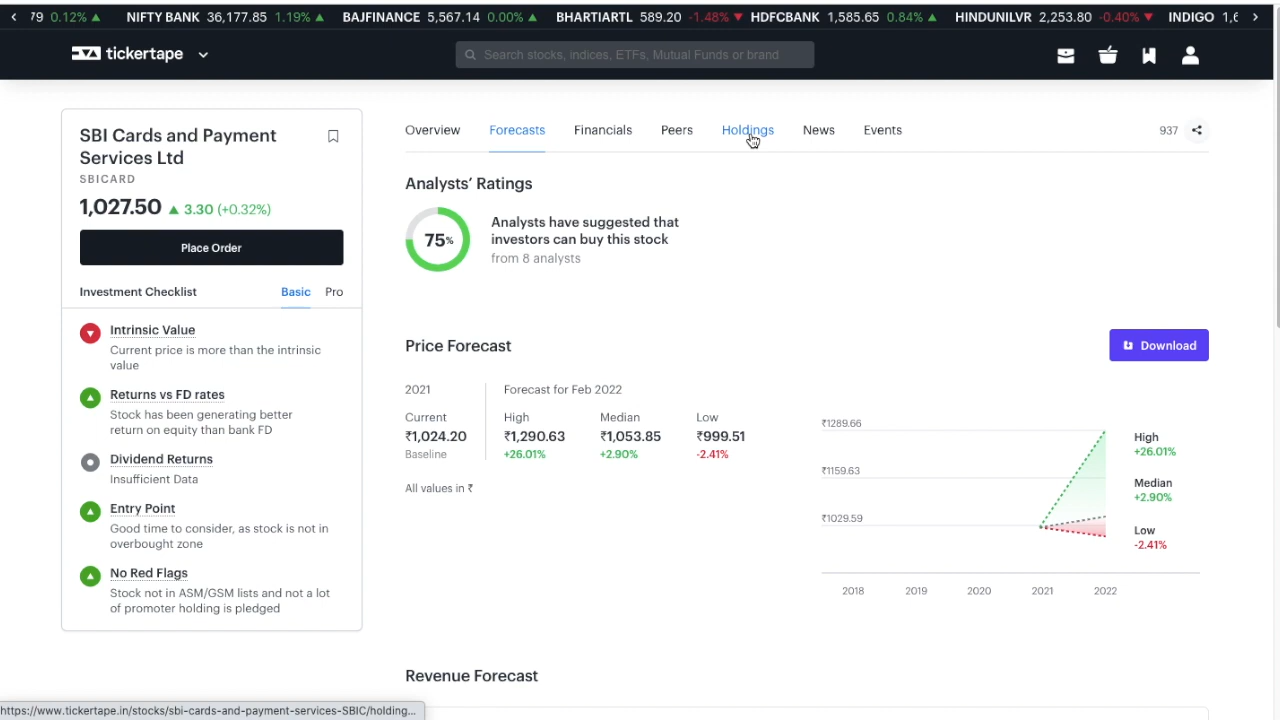 79 0.12% ▲ NIFTY BANK 36,177.85 1.19% ▲ BAJFINANCE 5,567.14 0.00% ▲ BHARTIARTL 589.20 -1.48% ▼ HDFCBANK 1,585.65 0.84% ▲ HINDUNILVR 2,253.80 -0.40% ▼ INDIGO
tickertape
Search stocks, indices, ETFs, Mutual Funds or brand
SBI Cards and Payment
Services Ltd
SBICARD
1,027.50 ▲ 3.30 (+0.32%)
Place Order
Investment Checklist Basic Pro
Intrinsic Value
Current price is more than the intrinsic
value
Returns vs FD rates
Stock has been generating better
return on equity than bank FD
Dividend Returns
Insufficient Data
Entry Point
Good time to consider, as stock is not in
overbought zone
No Red Flags
Stock not in ASM/GSM lists and not a lot
of promoter holding is pledged
Overview Forecasts Financials Peers Holdings News Events 937
Analysts’ Ratings
75%
Analysts have suggested that
investors can buy this stock
from 8 analysts
Price Forecast
Download
2021 Forecast for Feb 2022
Current High Median Low
₹1,024.20 ₹1,290.63 ₹1,053.85 ₹999.51
Baseline +26.01% +2.90% -2.41%
All values in ₹
₹1289.66
₹1159.63
₹1029.59
High
+26.01%
Median
+2.90%
Low
-2.41%
2018 2019 2020 2021 2022
Revenue Forecast
https://www.tickertape.in/stocks/sbi-cards-and-payment-services-SBIC/holding...